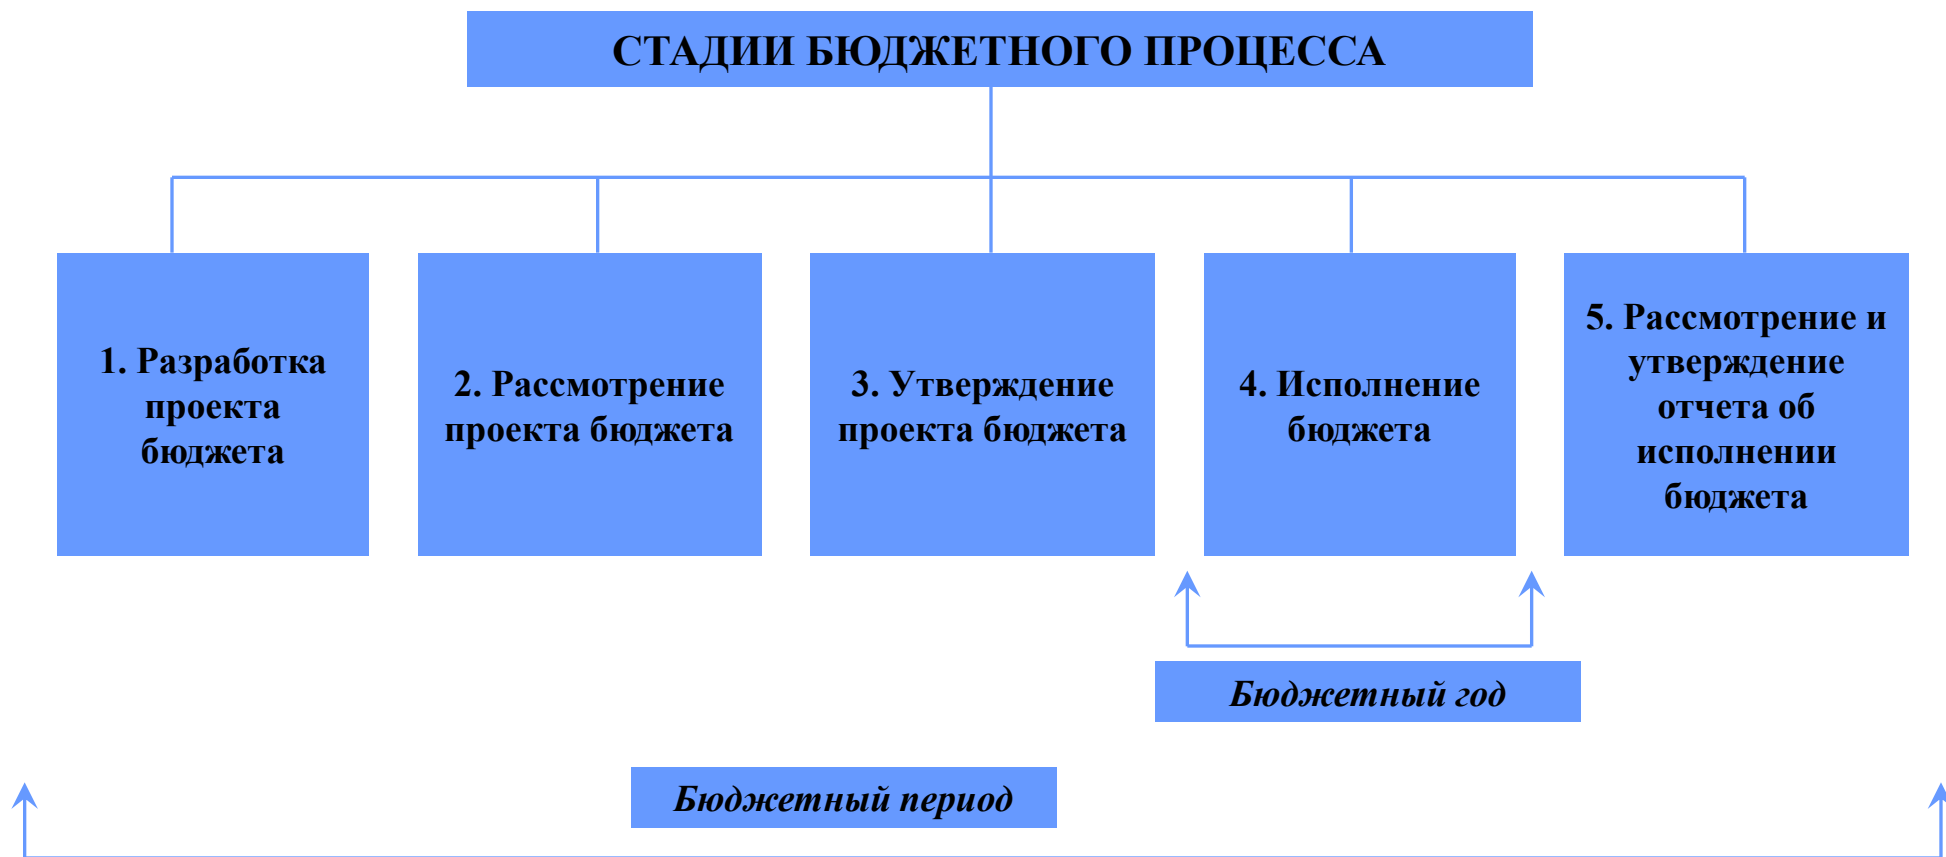 СТАДИИ БЮДЖЕТНОГО ПРОЦЕССА
1. Разработка
проекта
бюджета
2. Рассмотрение
проекта бюджета
3. Утверждение
проекта бюджета
4. Исполнение
бюджета
5. Рассмотрение и
утверждение
отчета об
исполнении
бюджета
Бюджетный год
Бюджетный период